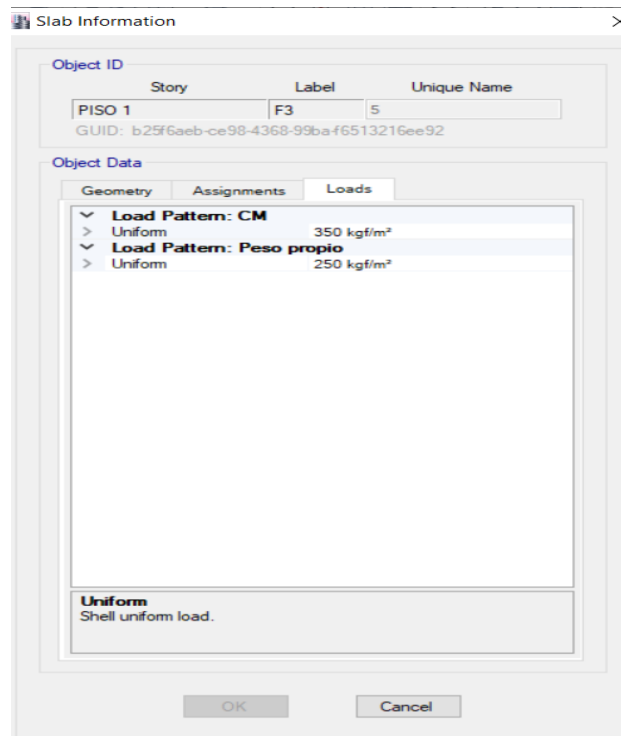 Slab Information
Object ID
Story Label Unique Name
PISO 1 F3 5
GUID: b25f6aeb-ce98-4368-99ba-f6513216ee92
Object Data
Geometry Assignments Loads
Load Pattern: CM
Uniform 350 kgf/m²
Load Pattern: Peso propio
Uniform 250 kgf/m²
Uniform
Shell uniform load.
OK Cancel